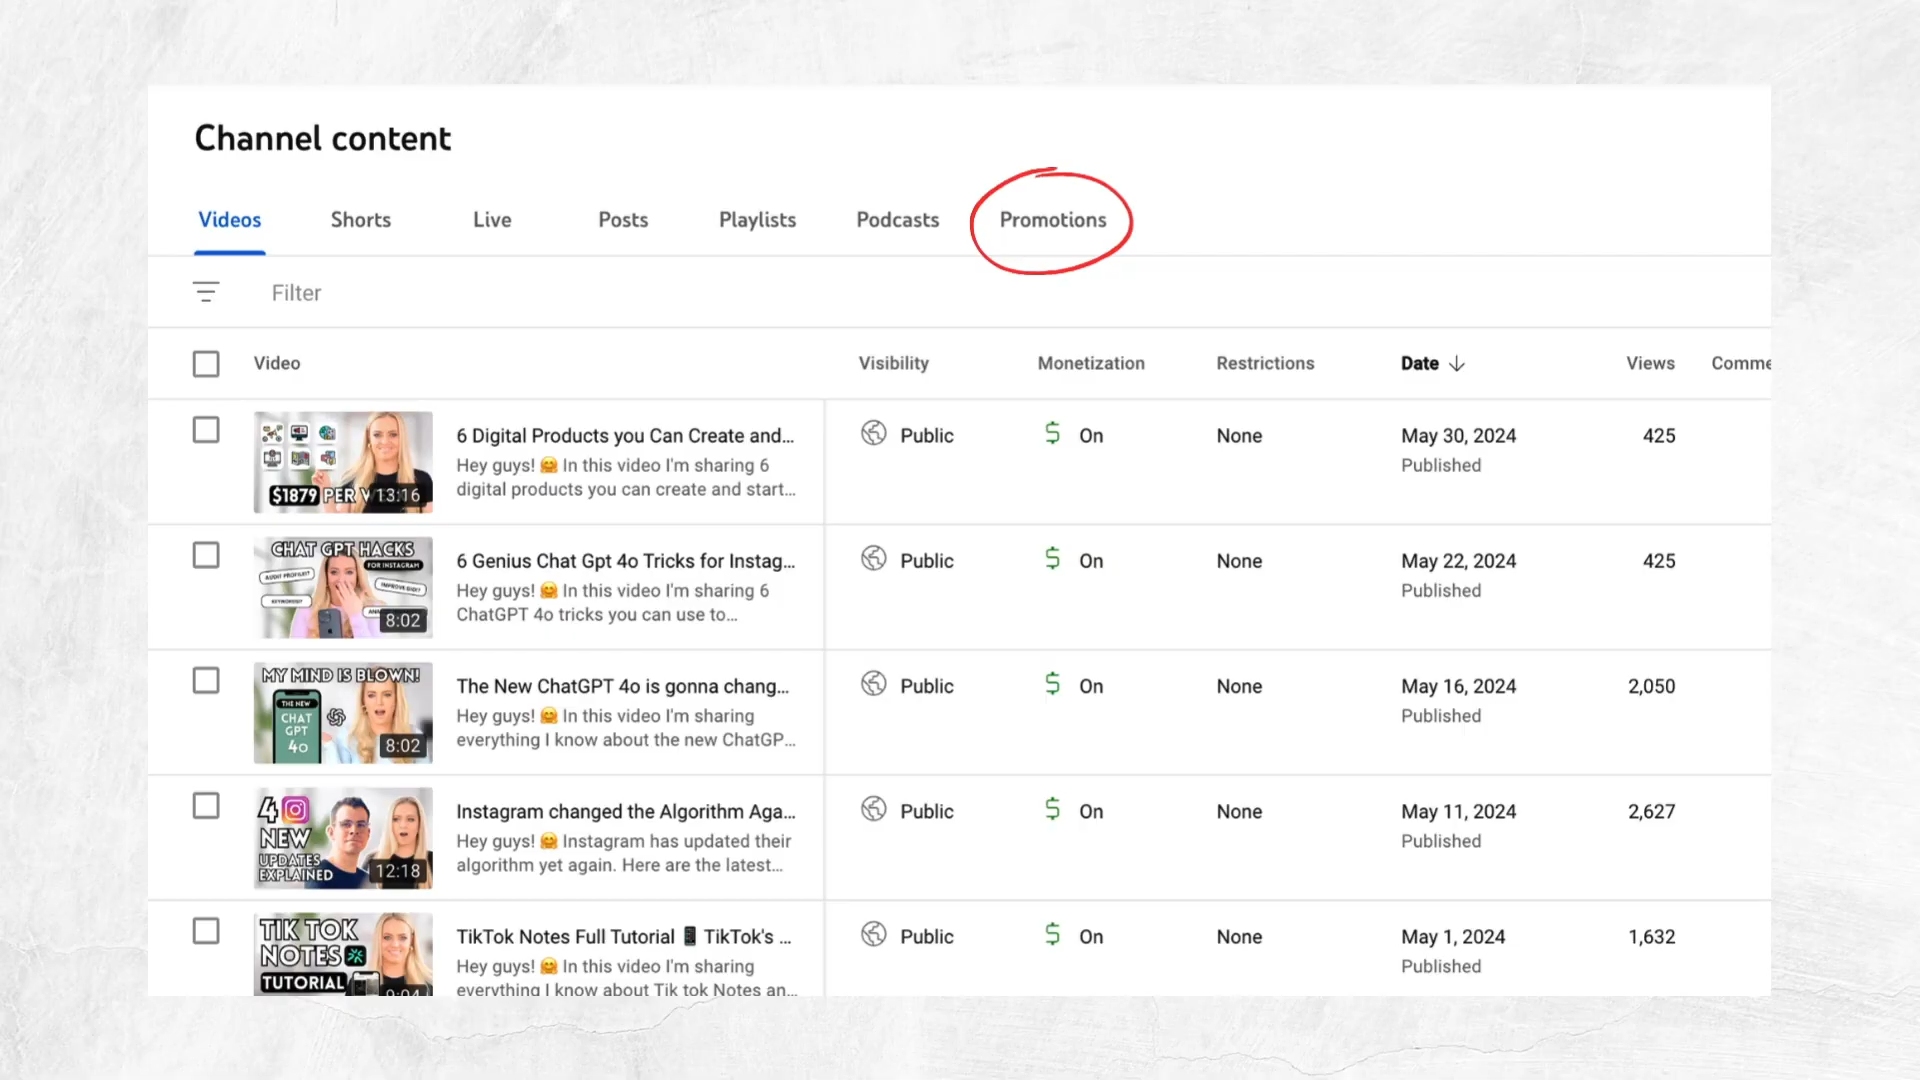 Channel content
Videos Shorts Live Posts Playlists Podcasts Promotions
Filter
Video Visibility Monetization Restrictions Date Views Comme
$1879 PER
13:16
6 Digital Products you Can Create and...
Hey guys! 🤗 In this video I'm sharing 6
digital products you can create and start...
Public On None May 30, 2024 425
Published
CHAT GPT HACKS
FOR INSTAGRAM
AUDIT PROFILE?
IMPROVE BIO?
KEYWORDS?
8:02
6 Genius Chat Gpt 4o Tricks for Instag...
Hey guys! 🤗 In this video I'm sharing 6
ChatGPT 4o tricks you can use to...
Public On None May 22, 2024 425
Published
MY MIND IS BLOWN!
THE NEW
CHAT
GPT
4o
8:02
The New ChatGPT 4o is gonna chang...
Hey guys! 🤗 In this video I'm sharing
everything I know about the new ChatGP...
Public On None May 16, 2024 2,050
Published
4
NEW
UPDATES
EXPLAINED
12:18
Instagram changed the Algorithm Aga...
Hey guys! 🤗 Instagram has updated their
algorithm yet again. Here are the latest...
Public On None May 11, 2024 2,627
Published
TIK TOK
NOTES
TUTORIAL
9:04
TikTok Notes Full Tutorial 📱 TikTok's ...
Hey guys! 🤗 In this video I'm sharing
everything I know about Tik tok Notes an...
Public On None May 1, 2024 1,632
Published